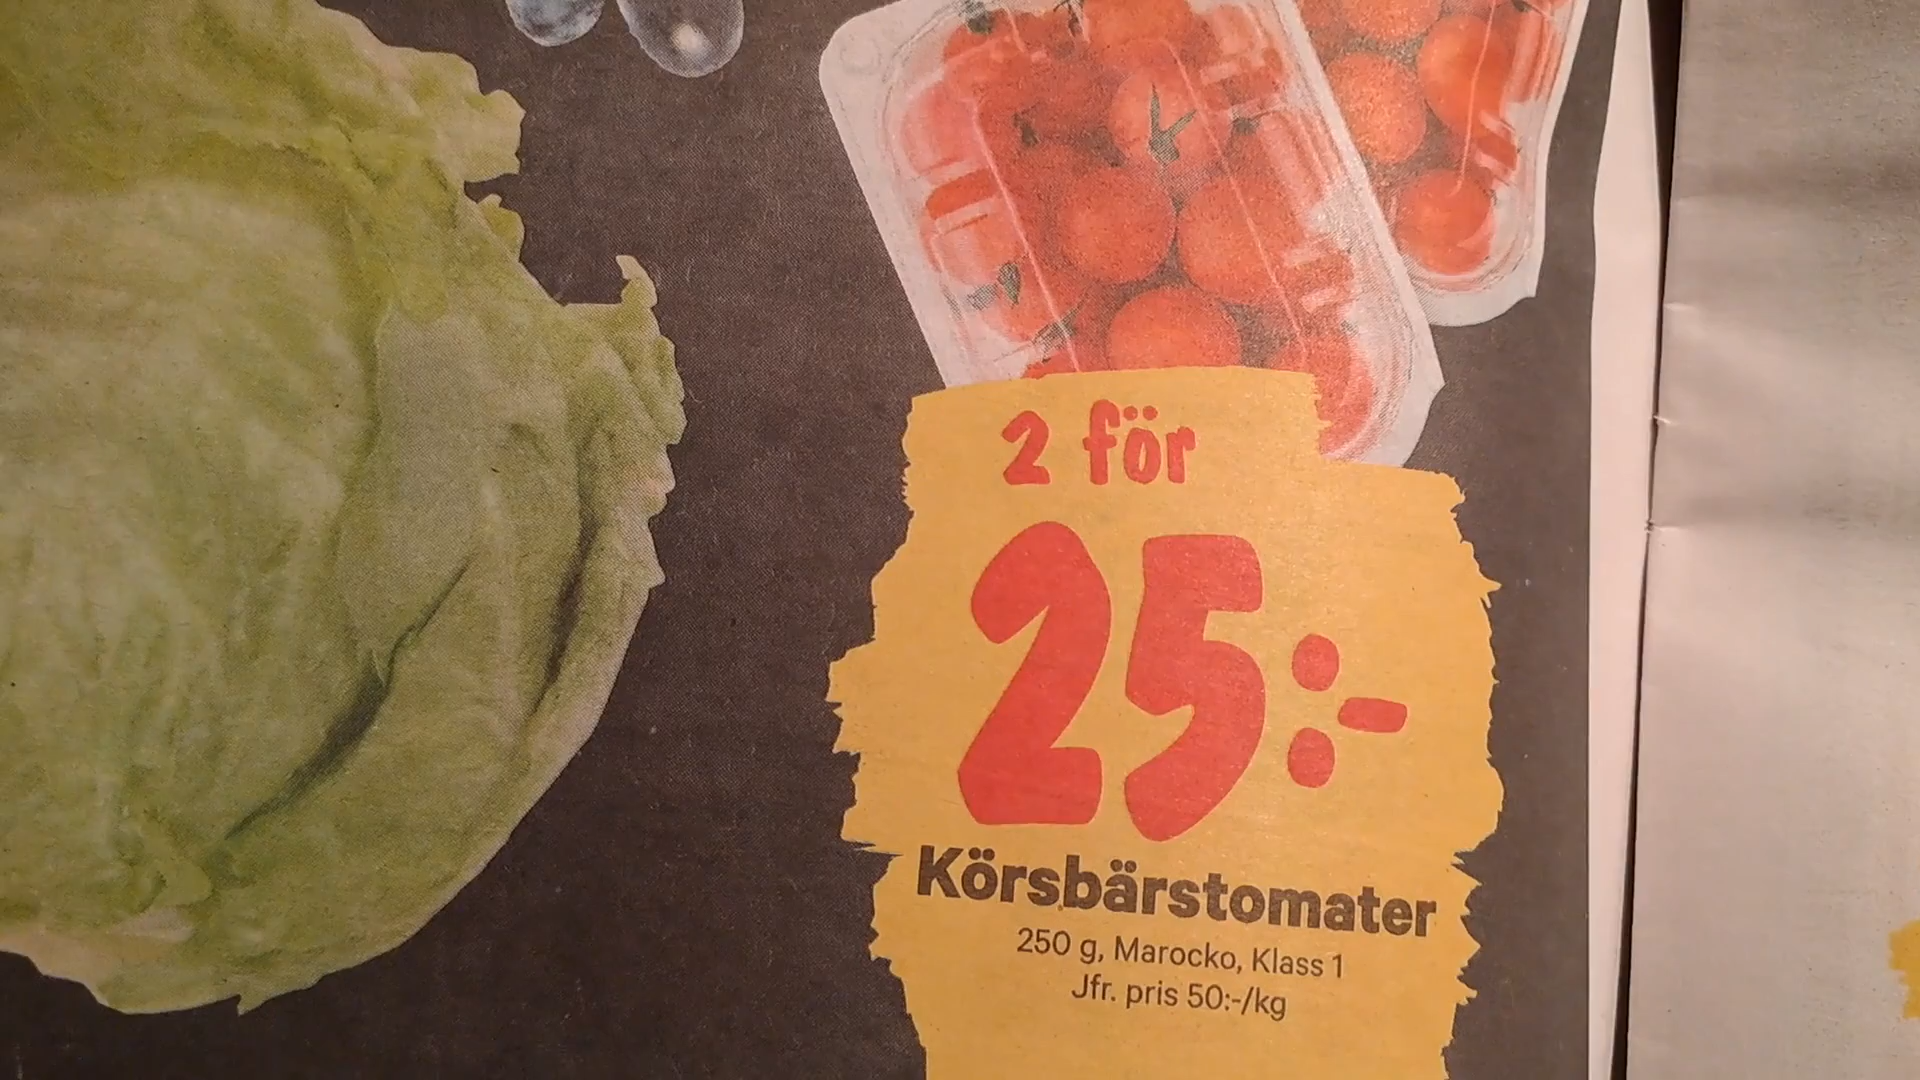 2 för
25:-
Körsbärstomater
250 g, Marocko, Klass 1
Jfr. pris 50:-/kg